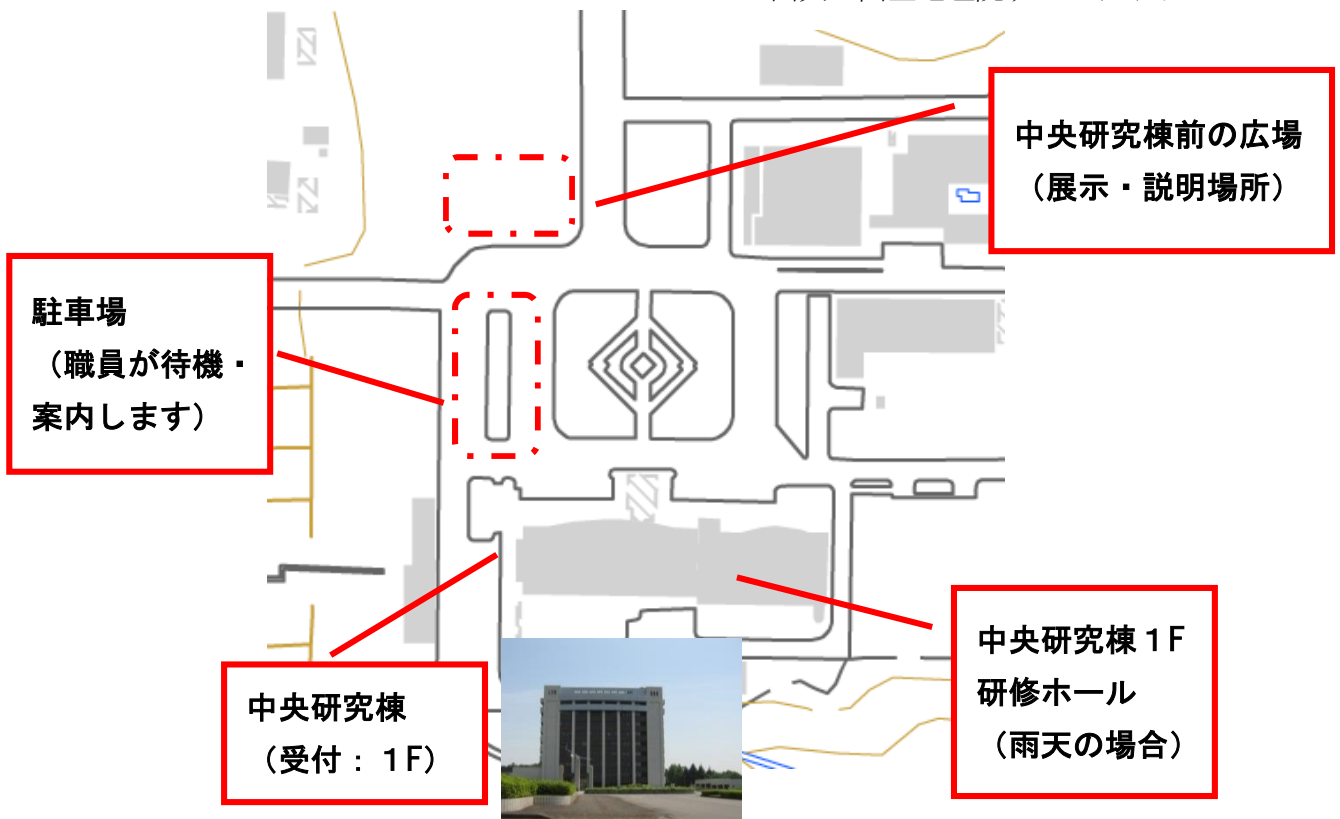 中央研究棟前の広場
（展示・説明場所）
駐車場
（職員が待機・
案内します）
中央研究棟
（受付：１F）
中央研究棟１F
研修ホール
（雨天の場合）